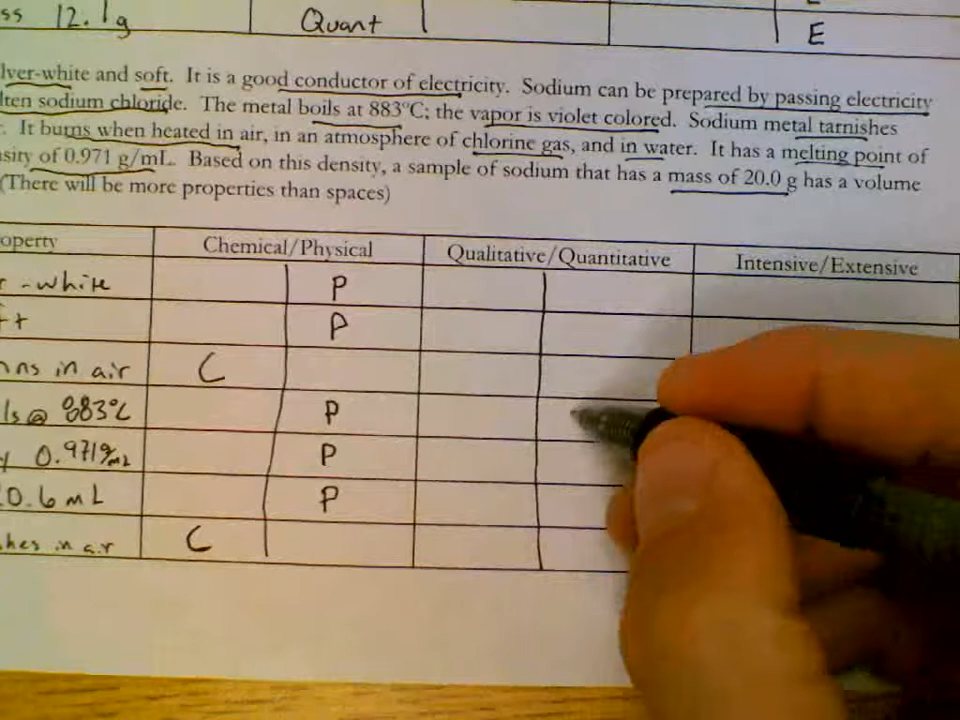 ss 12.1g Quant E
lver-white and soft. It is a good conductor of electricity. Sodium can be prepared by passing electricity
lten sodium chloride. The metal boils at 883°C; the vapor is violet colored. Sodium metal tarnishes
. It burns when heated in air, in an atmosphere of chlorine gas, and in water. It has a melting point of
sity of 0.971 g/mL. Based on this density, a sample of sodium that has a mass of 20.0 g has a volume
(There will be more properties than spaces)
operty Chemical/Physical Qualitative/Quantitative Intensive/Extensive
r-white P
ft P
ns in air C
ls @ 883°C P
y 0.971g/mL P
0.6 mL P
shes in air C